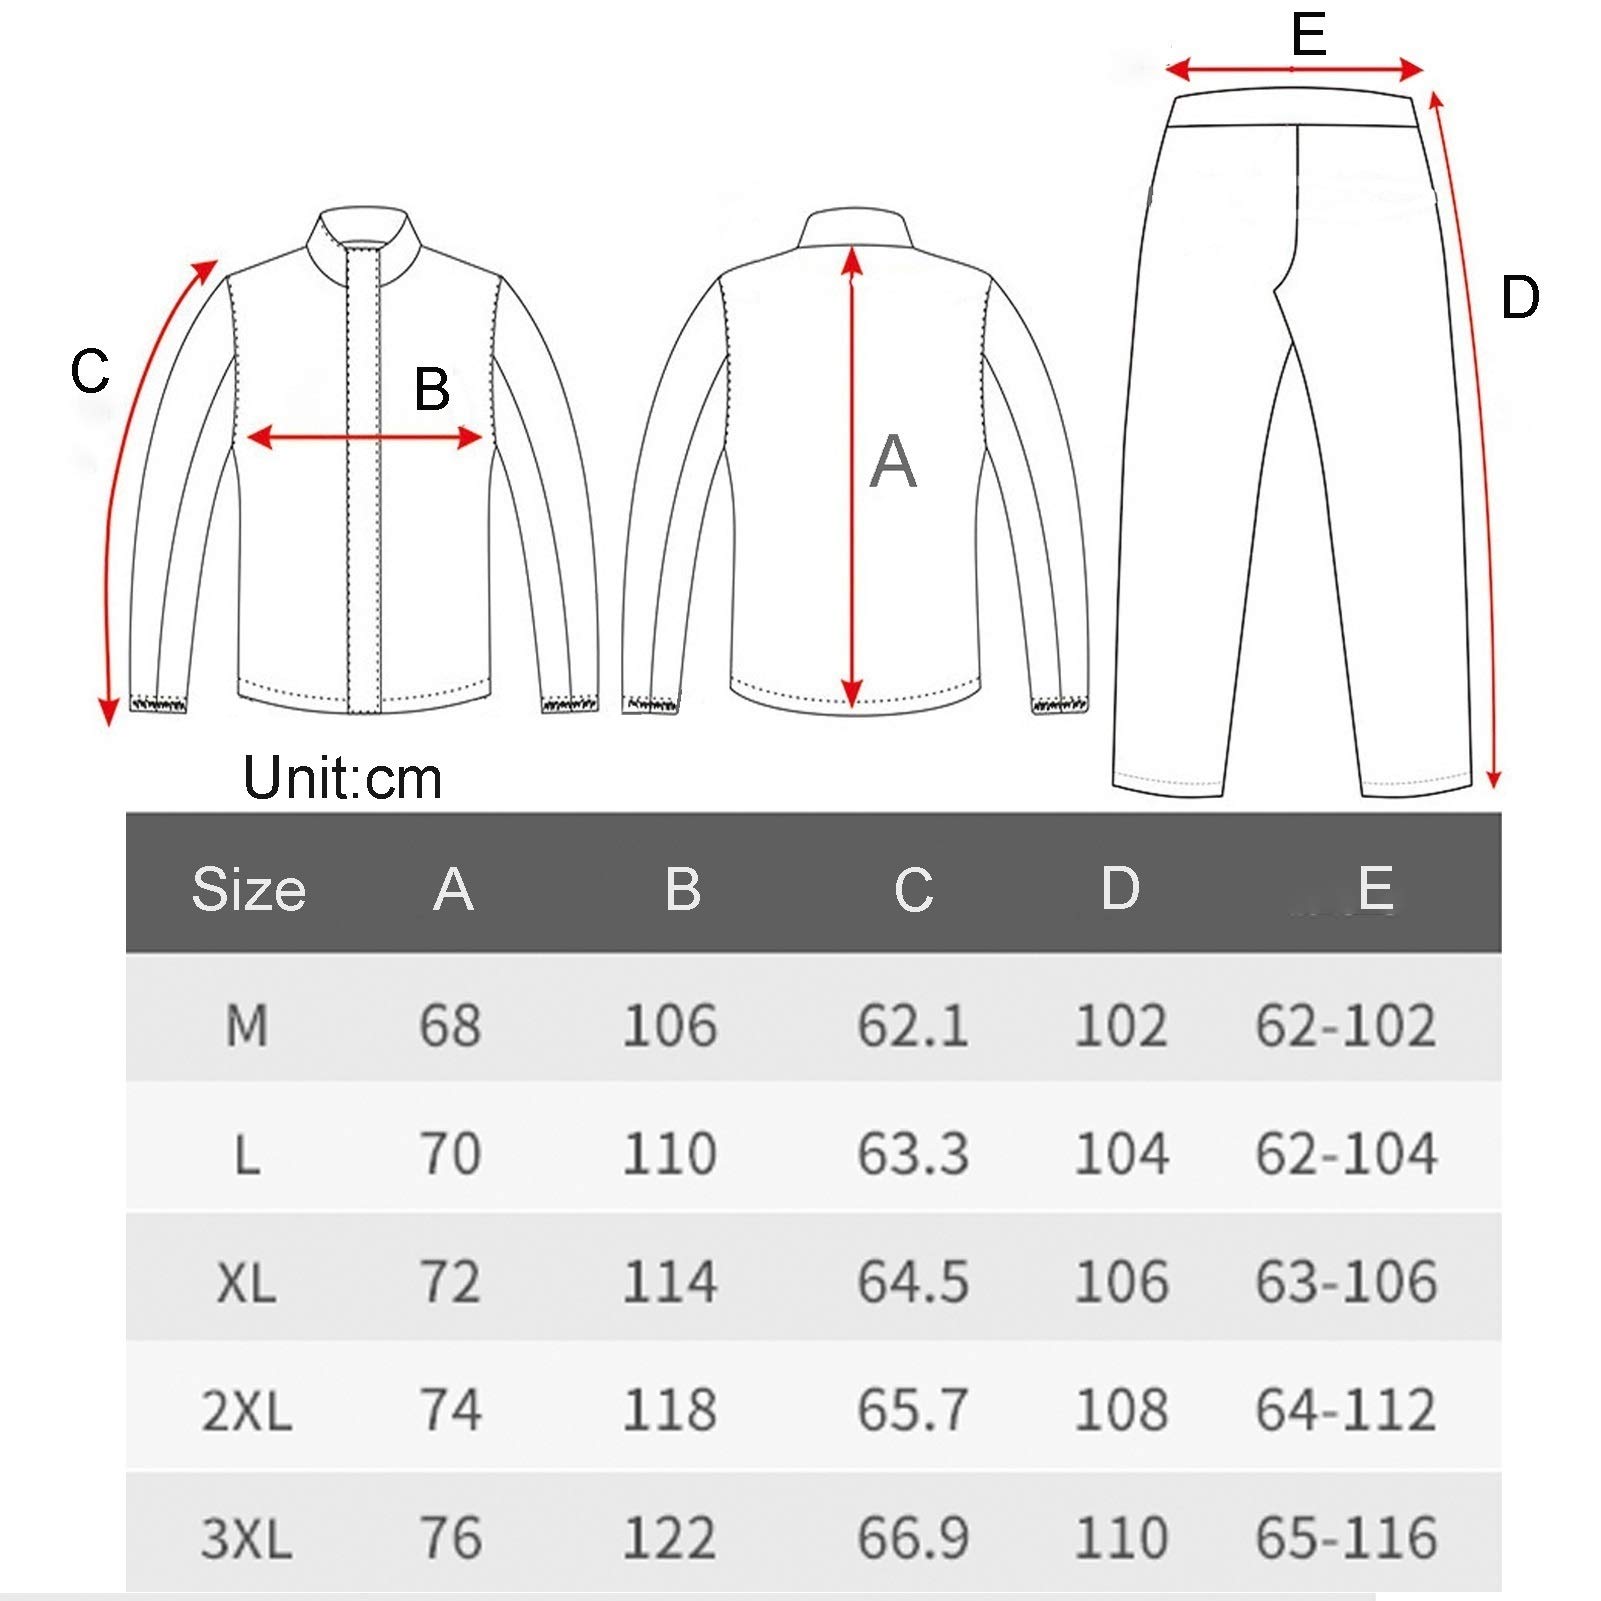 E
D
C
B
A
Unit:cm
Size A B C D E
M 68 106 62.1 102 62-102
L 70 110 63.3 104 62-104
XL 72 114 64.5 106 63-106
2XL 74 118 65.7 108 64-112
3XL 76 122 66.9 110 65-116